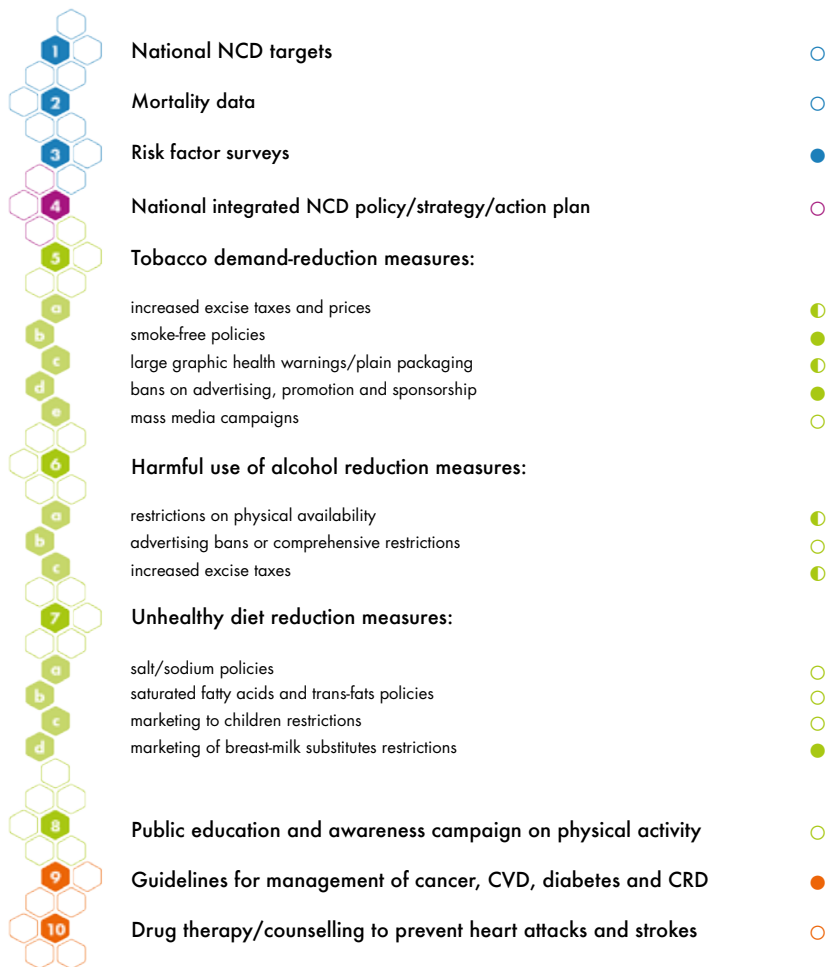 1 National NCD targets
2 Mortality data
3 Risk factor surveys
4 National integrated NCD policy/strategy/action plan
5 Tobacco demand-reduction measures:
a increased excise taxes and prices
b smoke-free policies
c large graphic health warnings/plain packaging
d bans on advertising, promotion and sponsorship
e mass media campaigns
6 Harmful use of alcohol reduction measures:
a restrictions on physical availability
b advertising bans or comprehensive restrictions
c increased excise taxes
7 Unhealthy diet reduction measures:
a salt/sodium policies
b saturated fatty acids and trans-fats policies
c marketing to children restrictions
d marketing of breast-milk substitutes restrictions
8 Public education and awareness campaign on physical activity
9 Guidelines for management of cancer, CVD, diabetes and CRD
10 Drug therapy/counselling to prevent heart attacks and strokes